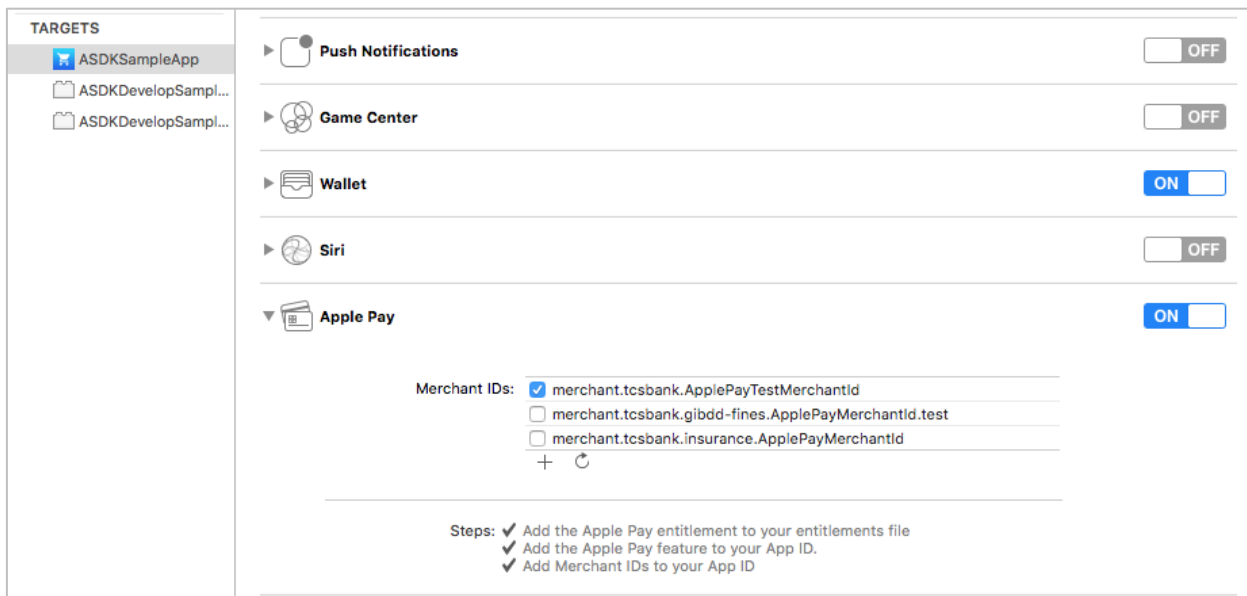 TARGETS
ASDKSampleApp
ASDKDevelopSampl...
ASDKDevelopSampl...
Push Notifications
OFF
Game Center
OFF
Wallet
ON
Siri
OFF
Apple Pay
ON
Merchant IDs:
merchant.tcsbank.ApplePayTestMerchantId
merchant.tcsbank.gibdd-fines.ApplePayMerchantId.test
merchant.tcsbank.insurance.ApplePayMerchantId
Steps: ✔ Add the Apple Pay entitlement to your entitlements file
✔ Add the Apple Pay feature to your App ID.
✔ Add Merchant IDs to your App ID